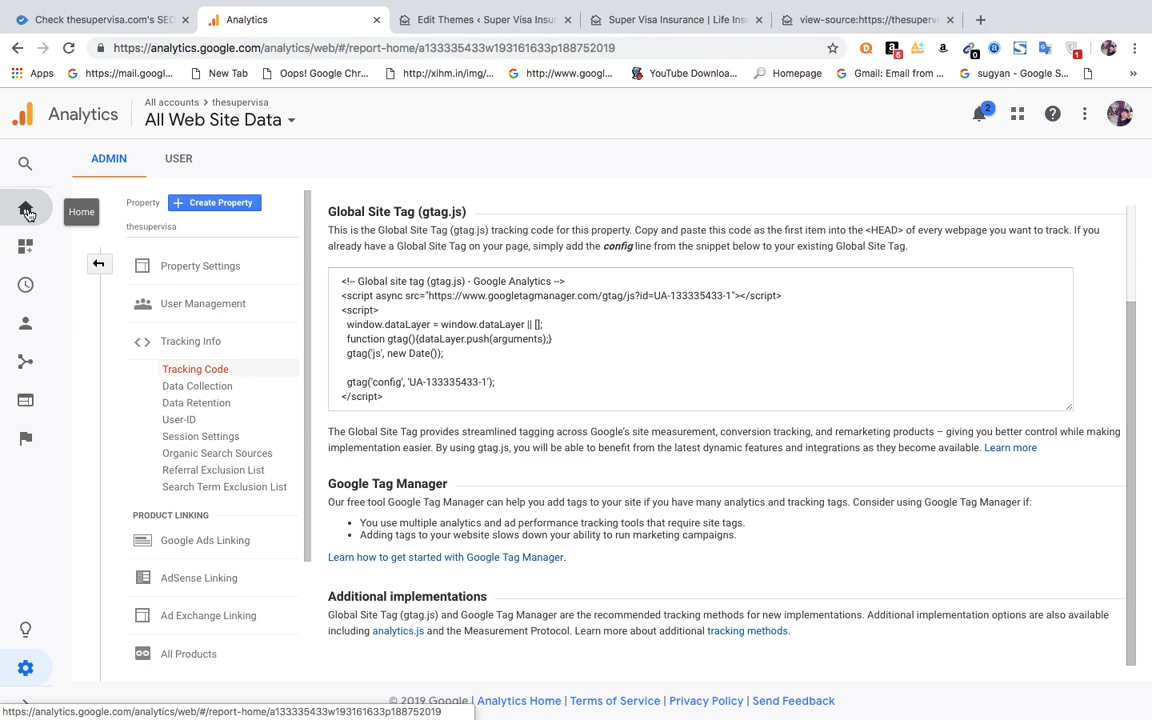 Check thesupervisa.com's SEC
Analytics
Edit Themes ‹ Super Visa Insur
Super Visa Insurance | Life Ins
view-source:https://thesuperv
https://analytics.google.com/analytics/web/#/report-home/a133335433w193161633p188752019
6
0
1
Apps
https://mail.googl...
New Tab
Oops! Google Chr...
http://xihm.in/img/...
http://www.googl...
YouTube Downloa...
Homepage
Gmail: Email from ...
sugyan - Google S...
»
Analytics
All accounts > thesupervisa
All Web Site Data
2
ADMIN
USER
Home
Property
Create Property
thesupervisa
Property Settings
User Management
Tracking Info
Tracking Code
Data Collection
Data Retention
User-ID
Session Settings
Organic Search Sources
Referral Exclusion List
Search Term Exclusion List
PRODUCT LINKING
Google Ads Linking
AdSense Linking
Ad Exchange Linking
All Products
Global Site Tag (gtag.js)
This is the Global Site Tag (gtag.js) tracking code for this property. Copy and paste this code as the first item into the <HEAD> of every webpage you want to track. If you
already have a Global Site Tag on your page, simply add the config line from the snippet below to your existing Global Site Tag.
<!-- Global site tag (gtag.js) - Google Analytics -->
<script async src="https://www.googletagmanager.com/gtag/js?id=UA-133335433-1"></script>
<script>
window.dataLayer = window.dataLayer || [];
function gtag(){dataLayer.push(arguments);}
gtag('js', new Date());
gtag('config', 'UA-133335433-1');
</script>
The Global Site Tag provides streamlined tagging across Google's site measurement, conversion tracking, and remarketing products – giving you better control while making
implementation easier. By using gtag.js, you will be able to benefit from the latest dynamic features and integrations as they become available. Learn more
Google Tag Manager
Our free tool Google Tag Manager can help you add tags to your site if you have many analytics and tracking tags. Consider using Google Tag Manager if:
• You use multiple analytics and ad performance tracking tools that require site tags.
• Adding tags to your website slows down your ability to run marketing campaigns.
Learn how to get started with Google Tag Manager.
Additional implementations
Global Site Tag (gtag.js) and Google Tag Manager are the recommended tracking methods for new implementations. Additional implementation options are also available
including analytics.js and the Measurement Protocol. Learn more about additional tracking methods.
© 2019 Google | Analytics Home | Terms of Service | Privacy Policy | Send Feedback
https://analytics.google.com/analytics/web/#/report-home/a133335433w193161633p188752019